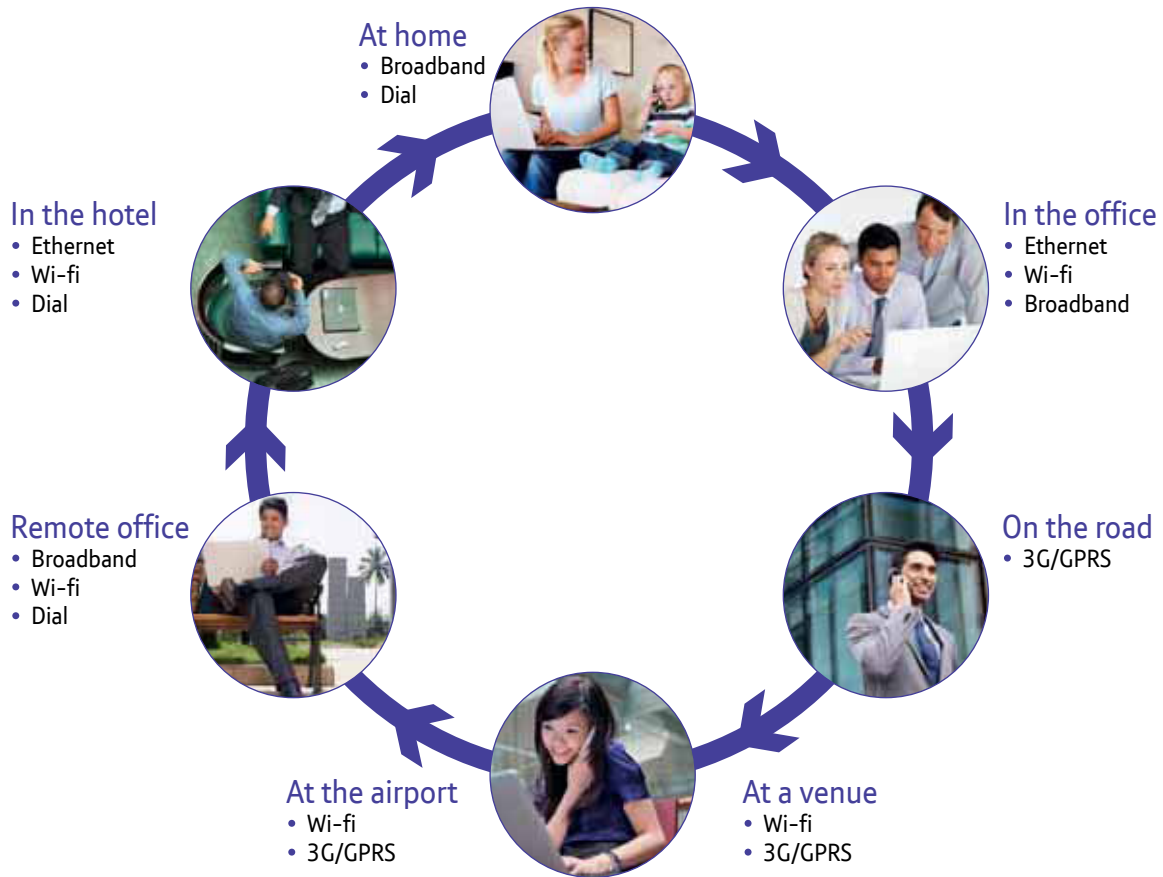 At home
• Broadband
• Dial
In the office
• Ethernet
• Wi-fi
• Broadband
On the road
• 3G/GPRS
At a venue
• Wi-fi
• 3G/GPRS
At the airport
• Wi-fi
• 3G/GPRS
Remote office
• Broadband
• Wi-fi
• Dial
In the hotel
• Ethernet
• Wi-fi
• Dial